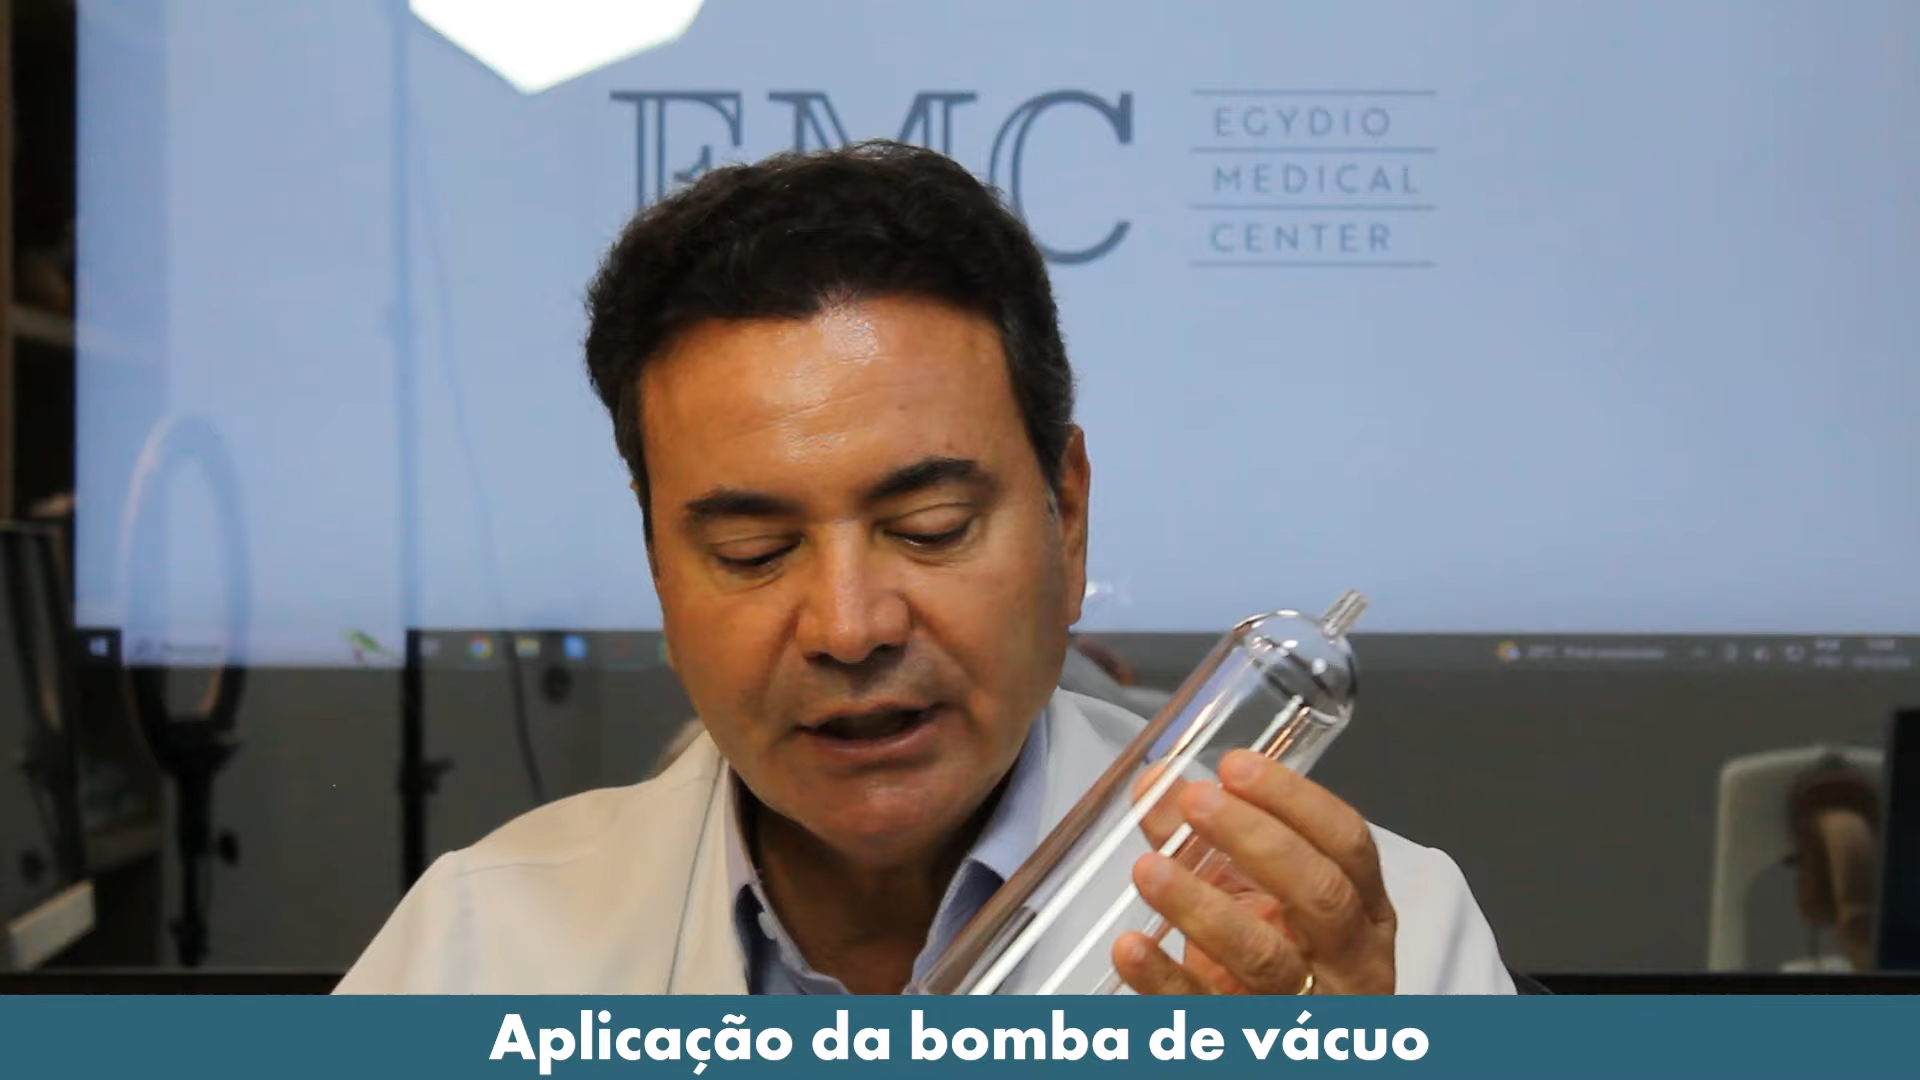 EMC
EGYDIO
MEDICAL
CENTER
Aplicação da bomba de vácuo